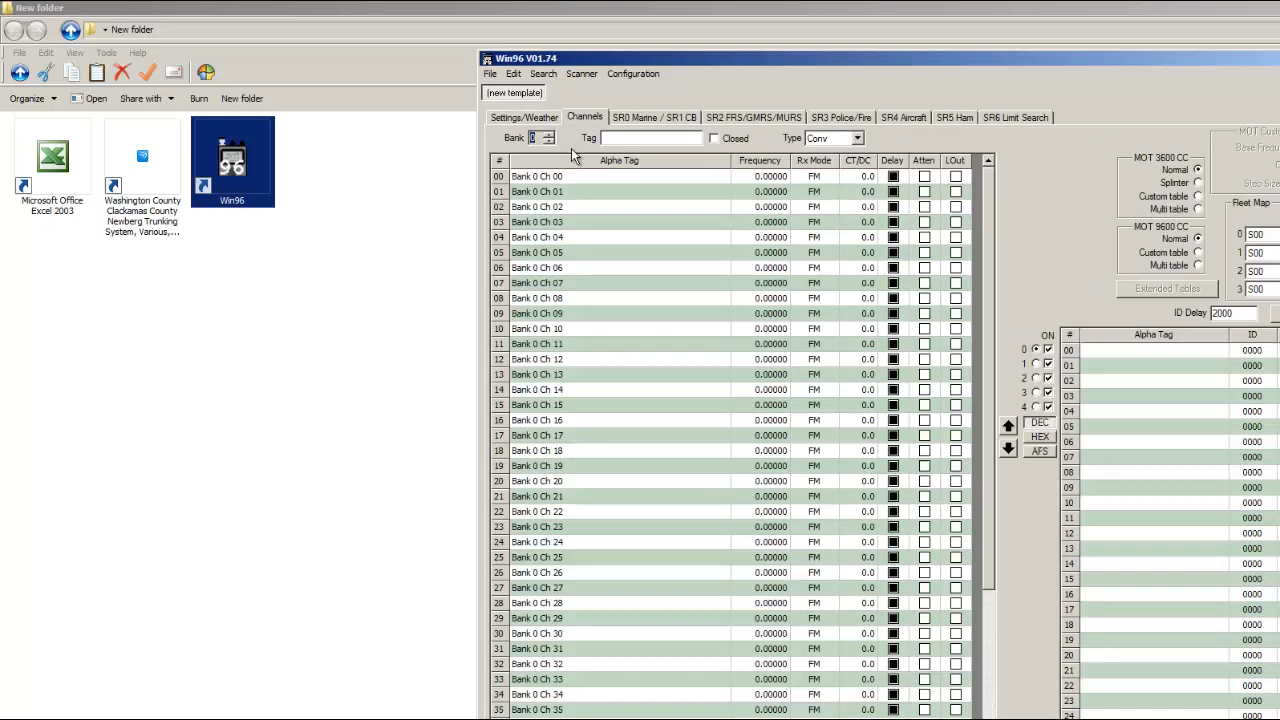 New folder
New folder
File Edit View Tools Help
Organize Open Share with Burn New folder
Microsoft Office Excel 2003
Washington County Clackamas County Newberg Trunking System, Various,...
96
Win96
Win96 V01.74
File Edit Search Scanner Configuration
(new template)
Settings/Weather Channels SR0 Marine / SR1 CB SR2 FRS/GMRS/MURS SR3 Police/Fire SR4 Aircraft SR5 Ham SR6 Limit Search
Bank 0 Tag Closed Type Conv
# Alpha Tag Frequency Rx Mode CT/DC Delay Atten LOut
00 Bank 0 Ch 00 0.00000 FM 0.0
01 Bank 0 Ch 01 0.00000 FM 0.0
02 Bank 0 Ch 02 0.00000 FM 0.0
03 Bank 0 Ch 03 0.00000 FM 0.0
04 Bank 0 Ch 04 0.00000 FM 0.0
05 Bank 0 Ch 05 0.00000 FM 0.0
06 Bank 0 Ch 06 0.00000 FM 0.0
07 Bank 0 Ch 07 0.00000 FM 0.0
08 Bank 0 Ch 08 0.00000 FM 0.0
09 Bank 0 Ch 09 0.00000 FM 0.0
10 Bank 0 Ch 10 0.00000 FM 0.0
11 Bank 0 Ch 11 0.00000 FM 0.0
12 Bank 0 Ch 12 0.00000 FM 0.0
13 Bank 0 Ch 13 0.00000 FM 0.0
14 Bank 0 Ch 14 0.00000 FM 0.0
15 Bank 0 Ch 15 0.00000 FM 0.0
16 Bank 0 Ch 16 0.00000 FM 0.0
17 Bank 0 Ch 17 0.00000 FM 0.0
18 Bank 0 Ch 18 0.00000 FM 0.0
19 Bank 0 Ch 19 0.00000 FM 0.0
20 Bank 0 Ch 20 0.00000 FM 0.0
21 Bank 0 Ch 21 0.00000 FM 0.0
22 Bank 0 Ch 22 0.00000 FM 0.0
23 Bank 0 Ch 23 0.00000 FM 0.0
24 Bank 0 Ch 24 0.00000 FM 0.0
25 Bank 0 Ch 25 0.00000 FM 0.0
26 Bank 0 Ch 26 0.00000 FM 0.0
27 Bank 0 Ch 27 0.00000 FM 0.0
28 Bank 0 Ch 28 0.00000 FM 0.0
29 Bank 0 Ch 29 0.00000 FM 0.0
30 Bank 0 Ch 30 0.00000 FM 0.0
31 Bank 0 Ch 31 0.00000 FM 0.0
32 Bank 0 Ch 32 0.00000 FM 0.0
33 Bank 0 Ch 33 0.00000 FM 0.0
34 Bank 0 Ch 34 0.00000 FM 0.0
35 Bank 0 Ch 35 0.00000 FM 0.0
MOT 3600 CC
Normal
Splinter
Custom table
Multi table
MOT 9600 CC
Normal
Custom table
Multi table
Extended Tables
MOT Custo
Base Freque
Step Size
Fleet Map
0 S00
1 S00
2 S00
3 S00
ID Delay 2000
ON
0
1
2
3
4
DEC
HEX
AFS
# Alpha Tag ID
00 0000
01 0000
02 0000
03 0000
04 0000
05 0000
06 0000
07 0000
08 0000
09 0000
10 0000
11 0000
12 0000
13 0000
14 0000
15 0000
16 0000
17 0000
18 0000
19 0000
20 0000
21 0000
22 0000
23 0000
24 0000